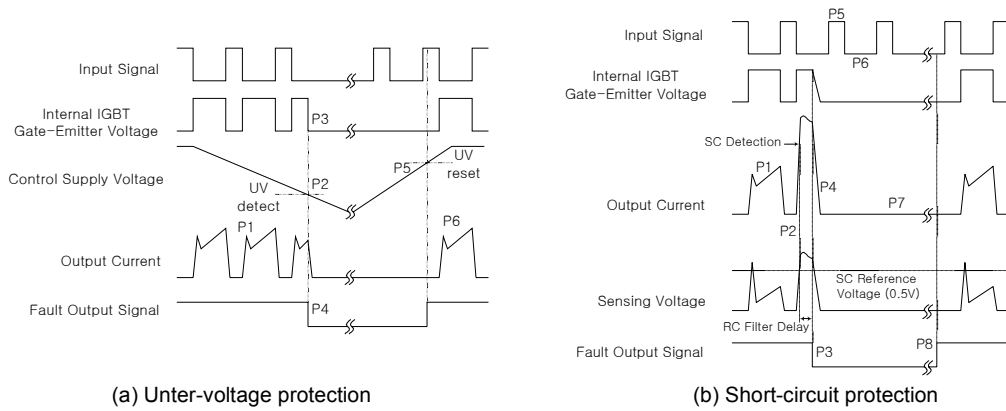 Input Signal
Internal IGBT
Gate-Emitter Voltage
P3
Control Supply Voltage
P2
P5
UV
reset
UV
detect
P1
P6
Output Current
Fault Output Signal
P4
(a) Unter-voltage protection
P5
Input Signal
P6
Internal IGBT
Gate-Emitter Voltage
SC Detection
P1
P4
Output Current
P7
P2
SC Reference
Voltage (0.5V)
Sensing Voltage
RC Filter Delay
P8
Fault Output Signal
P3
(b) Short-circuit protection